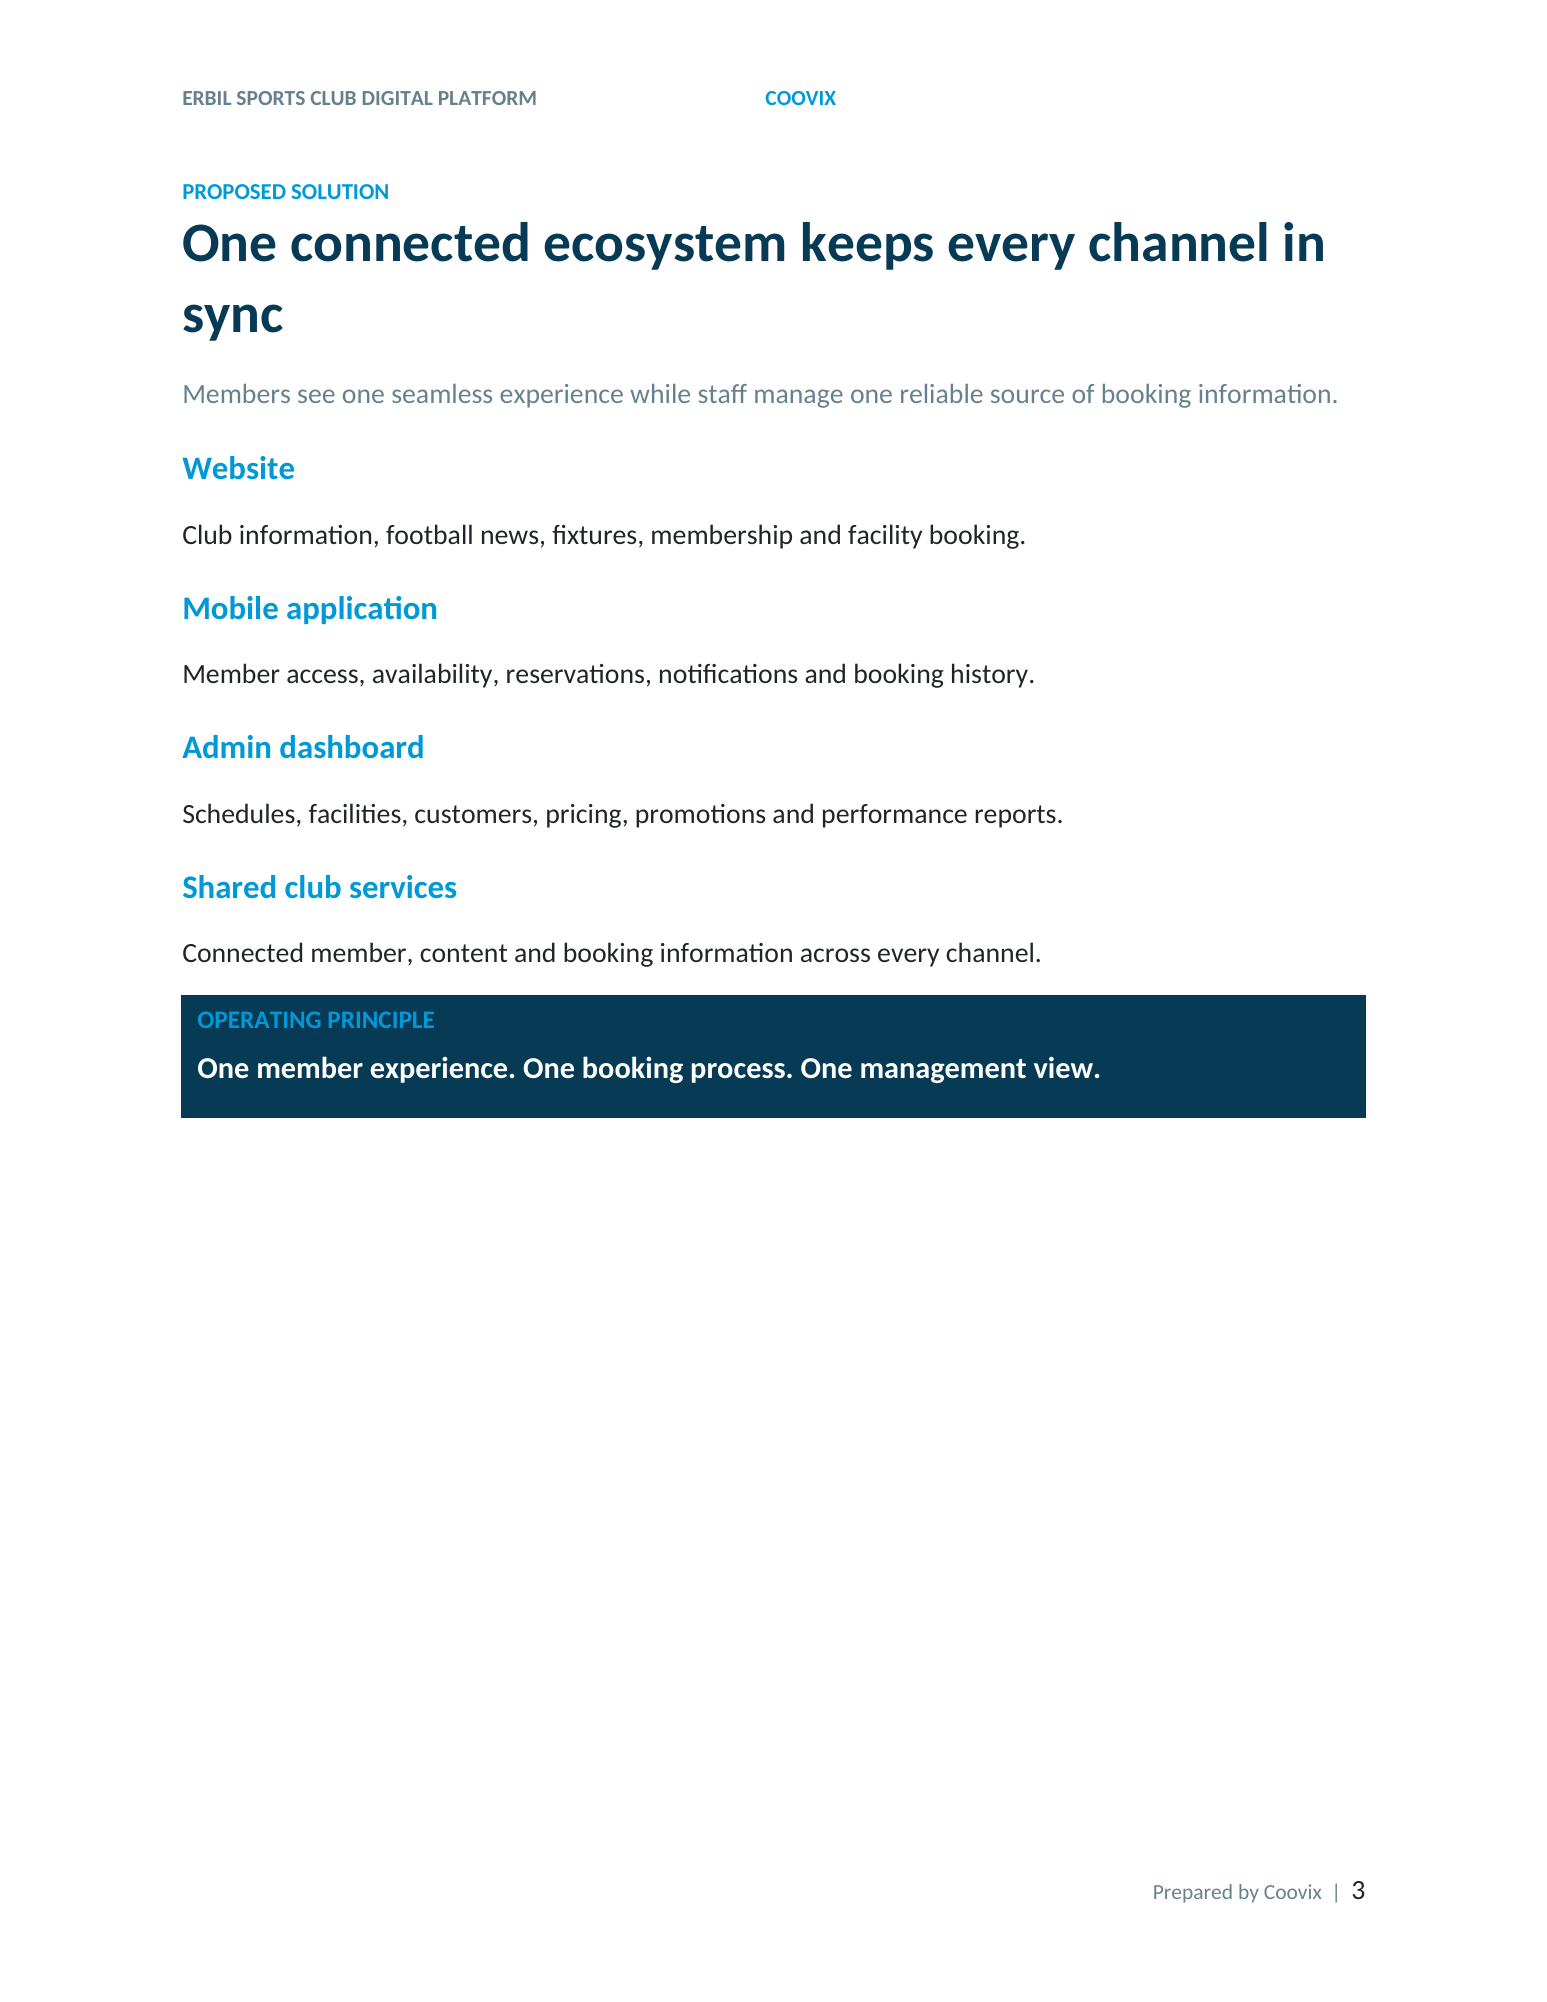 ERBIL SPORTS CLUB DIGITAL PLATFORM COOVIX
PROPOSED SOLUTION
One connected ecosystem keeps every channel in
sync
Members see one seamless experience while staff manage one reliable source of booking information.
Website
Club information, football news, fixtures, membership and facility booking.
Mobile application
Member access, availability, reservations, notifications and booking history.
Admin dashboard
Schedules, facilities, customers, pricing, promotions and performance reports.
Shared club services
Connected member, content and booking information across every channel.
OPERATING PRINCIPLE
One member experience. One booking process. One management view.
Prepared by Coovix | 3